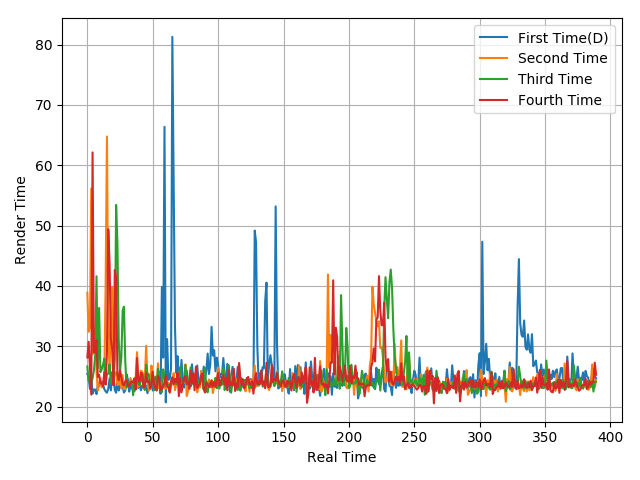 First Time(D)
Second Time
Third Time
Fourth Time
Render Time
80
70
60
50
40
30
20
0 50 100 150 200 250 300 350 400
Real Time